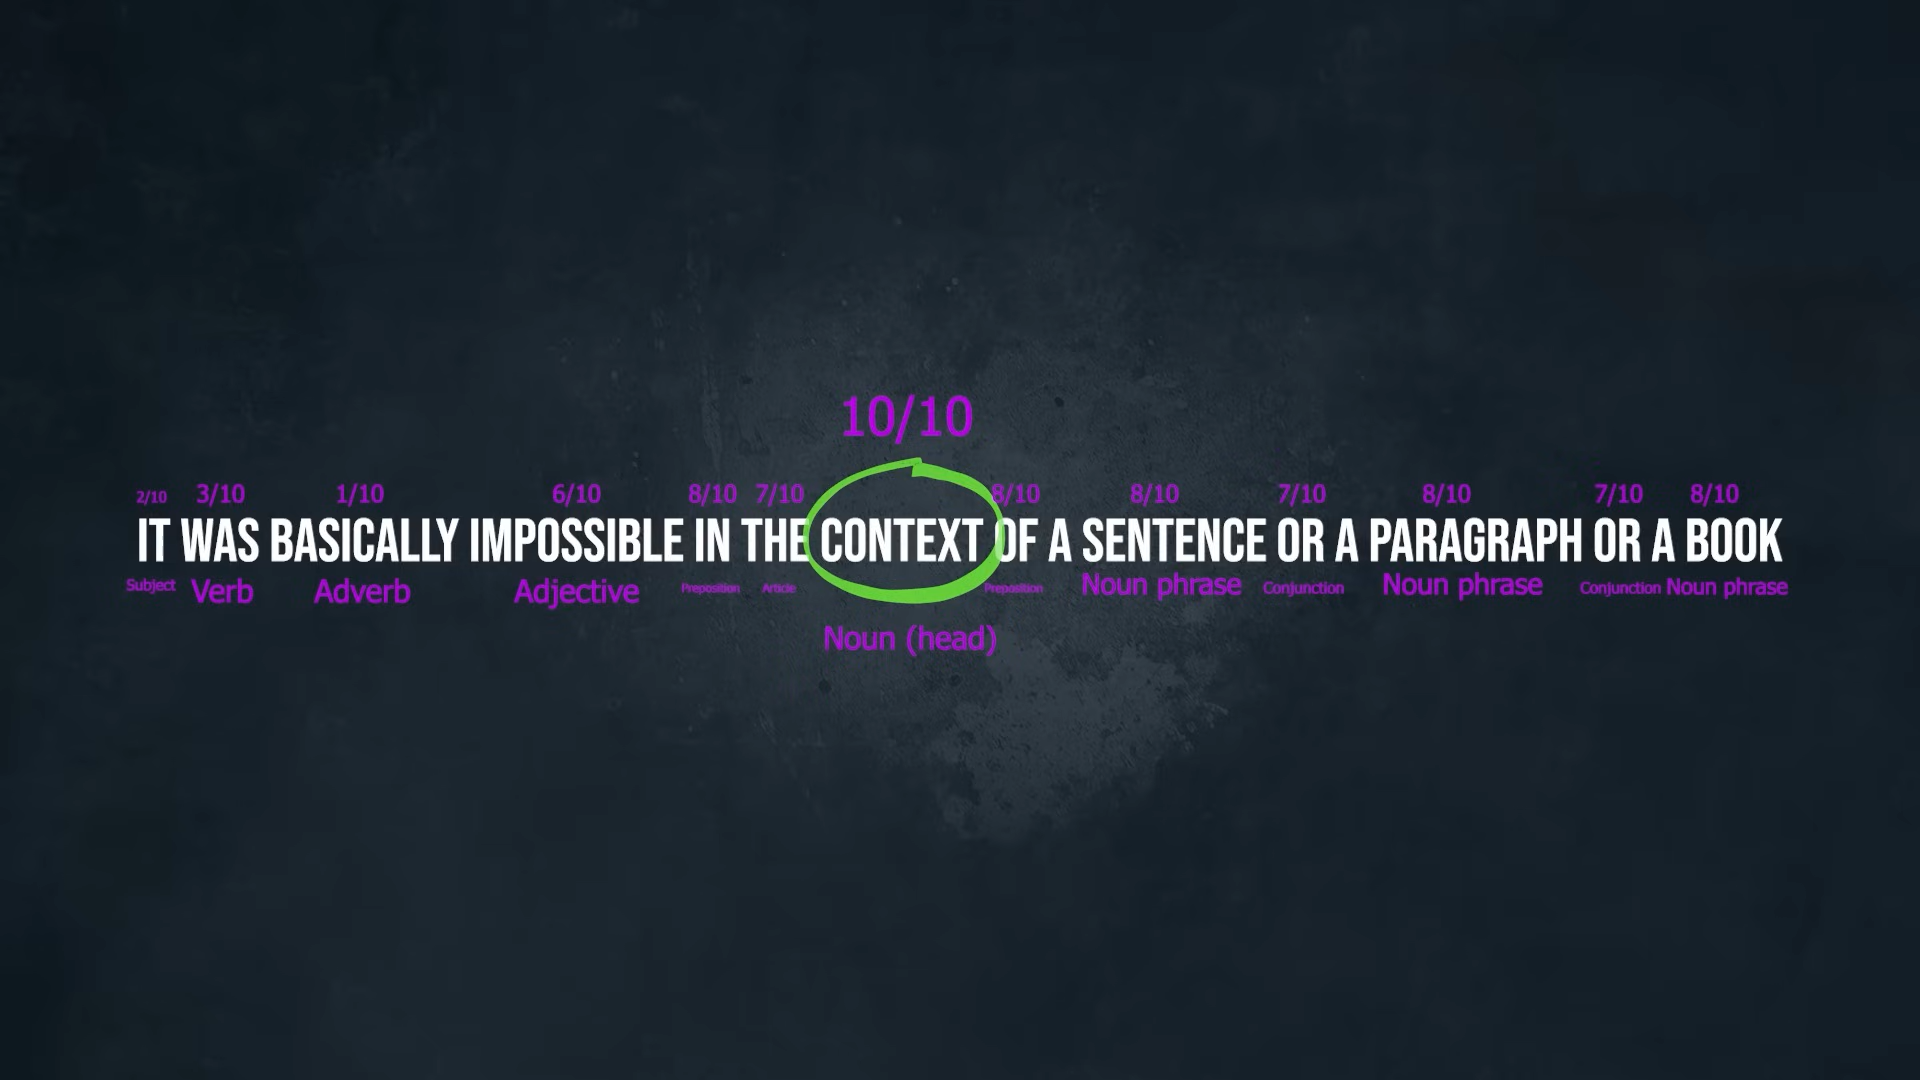 10/10
2/10 3/10 1/10 6/10 8/10 7/10 8/10 8/10 7/10 8/10 7/10 8/10
IT WAS BASICALLY IMPOSSIBLE IN THE CONTEXT OF A SENTENCE OR A PARAGRAPH OR A BOOK
Subject Verb Adverb Adjective Preposition Article Preposition Noun phrase Conjunction Noun phrase Conjunction Noun phrase
Noun (head)